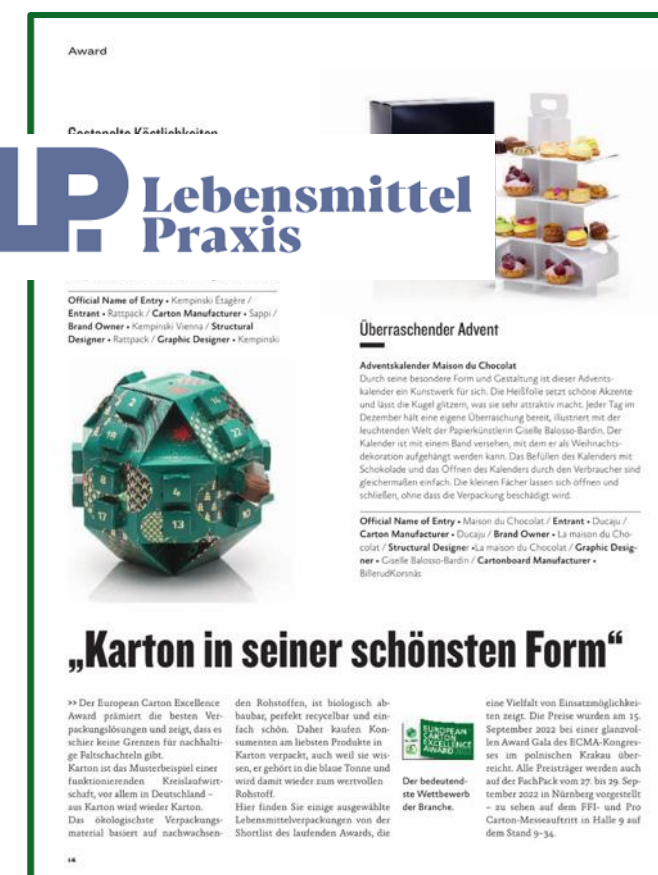 Award
Gestapelte Köstlichkeiten
LP.
Lebensmittel
Praxis
Official Name of Entry • Kempinski Étagère /
Entrant • Rattpack / Carton Manufacturer • Sappi /
Brand Owner • Kempinski Vienna / Structural
Designer • Rattpack / Graphic Designer • Kempinski
Überraschender Advent
Adventskalender Maison du Chocolat
Durch seine besondere Form und Gestaltung ist dieser Advents-
kalender ein Kunstwerk für sich. Die Heißfolie setzt schöne Akzente
und lässt die Kugel glitzern, was sie sehr attraktiv macht. Jeder Tag im
Dezember hält eine eigene Überraschung bereit, illustriert mit der
leuchtenden Welt der Papierkünstlerin Giselle Balosso-Bardin. Der
Kalender ist mit einem Band versehen, mit dem er als Weihnachts-
dekoration aufgehängt werden kann. Das Befüllen des Kalenders mit
Schokolade und das Öffnen des Kalenders durch den Verbraucher sind
gleichermaßen einfach. Die kleinen Fächer lassen sich öffnen und
schließen, ohne dass die Verpackung beschädigt wird.
Official Name of Entry • Maison du Chocolat / Entrant • Ducaju /
Carton Manufacturer • Ducaju / Brand Owner • La maison du Cho-
colat / Structural Designer •La maison du Chocolat / Graphic Desig-
ner • Giselle Balosso-Bardin / Cartonboard Manufacturer •
BillerudKorsnäs
2
14
19
22
8
4
17
13
10
„Karton in seiner schönsten Form“
>> Der European Carton Excellence
Award prämiert die besten Ver-
packungslösungen und zeigt, dass es
schier keine Grenzen für nachhalti-
ge Faltschachteln gibt.
Karton ist das Musterbeispiel einer
funktionierenden Kreislaufwirt-
schaft, vor allem in Deutschland –
aus Karton wird wieder Karton.
Das ökologischste Verpackungs-
material basiert auf nachwachsen-
den Rohstoffen, ist biologisch ab-
baubar, perfekt recycelbar und ein-
fach schön. Daher kaufen Kon-
sumenten am liebsten Produkte in
Karton verpackt, auch weil sie wis-
sen, er gehört in die blaue Tonne und
wird damit wieder zum wertvollen
Rohstoff.
Hier finden Sie einige ausgewählte
Lebensmittelverpackungen von der
Shortlist des laufenden Awards, die
EUROPEAN
CARTON
EXCELLENCE
AWARD
Der bedeutend-
ste Wettbewerb
der Branche.
eine Vielfalt von Einsatzmöglichkei-
ten zeigt. Die Preise wurden am 15.
September 2022 bei einer glanzvol-
len Award Gala des ECMA-Kongres-
ses im polnischen Krakau über-
reicht. Alle Preisträger werden auch
auf der FachPack vom 27. bis 29. Sep-
tember 2022 in Nürnberg vorgestellt
– zu sehen auf dem FFI- und Pro
Carton-Messeauftritt in Halle 9 auf
dem Stand 9-34.
14